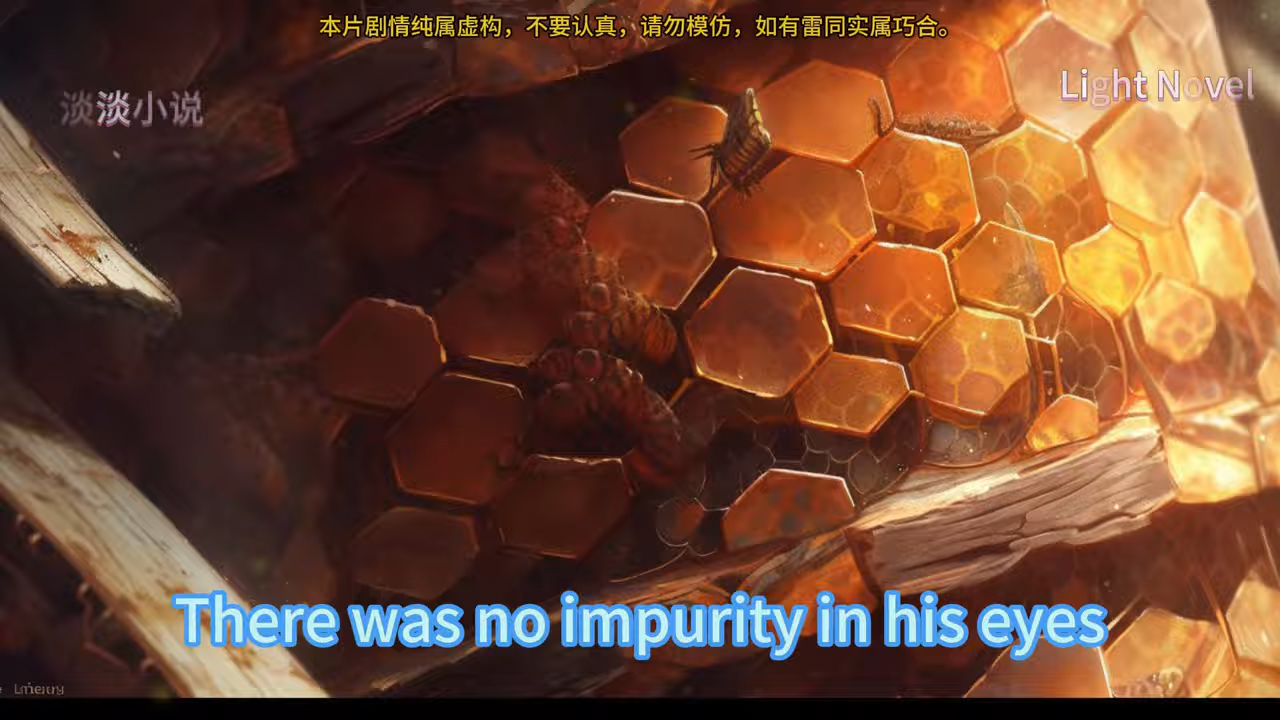 本片剧情纯属虚构，不要认真，请勿模仿，如有雷同实属巧合。
淡淡小说
Light Novel
There was no impurity in his eyes